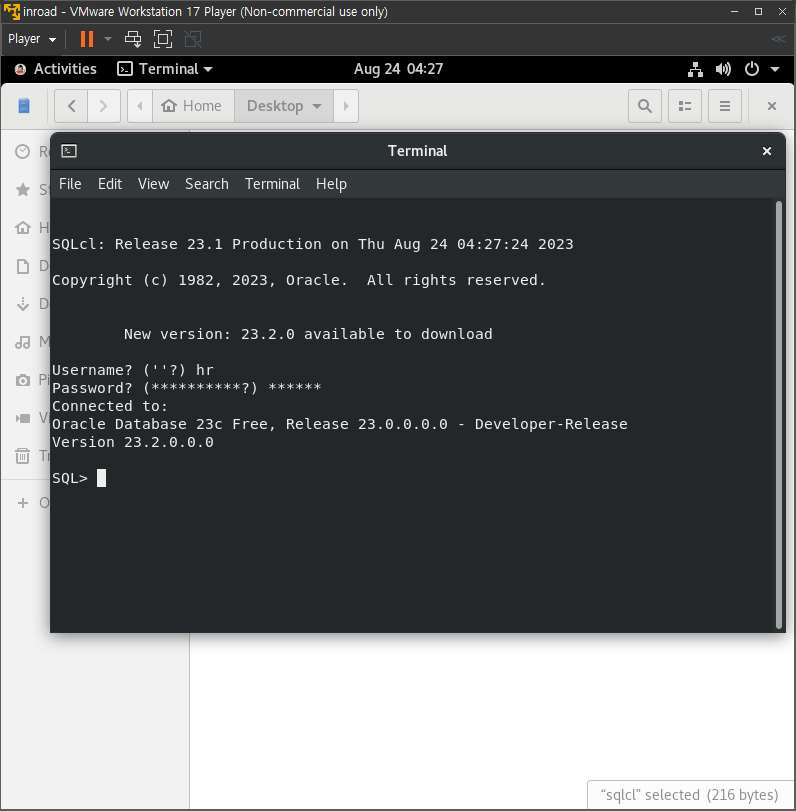 inroad - VMware Workstation 17 Player (Non-commercial use only)
Player
Activities
Terminal
Aug 24 04:27
Home
Desktop
Terminal
File Edit View Search Terminal Help
SQLcl: Release 23.1 Production on Thu Aug 24 04:27:24 2023
Copyright (c) 1982, 2023, Oracle.  All rights reserved.
New version: 23.2.0 available to download
Username? (''?) hr
Password? (**********?) ******
Connected to:
Oracle Database 23c Free, Release 23.0.0.0.0 - Developer-Release
Version 23.2.0.0.0
SQL>
“sqlcl” selected (216 bytes)